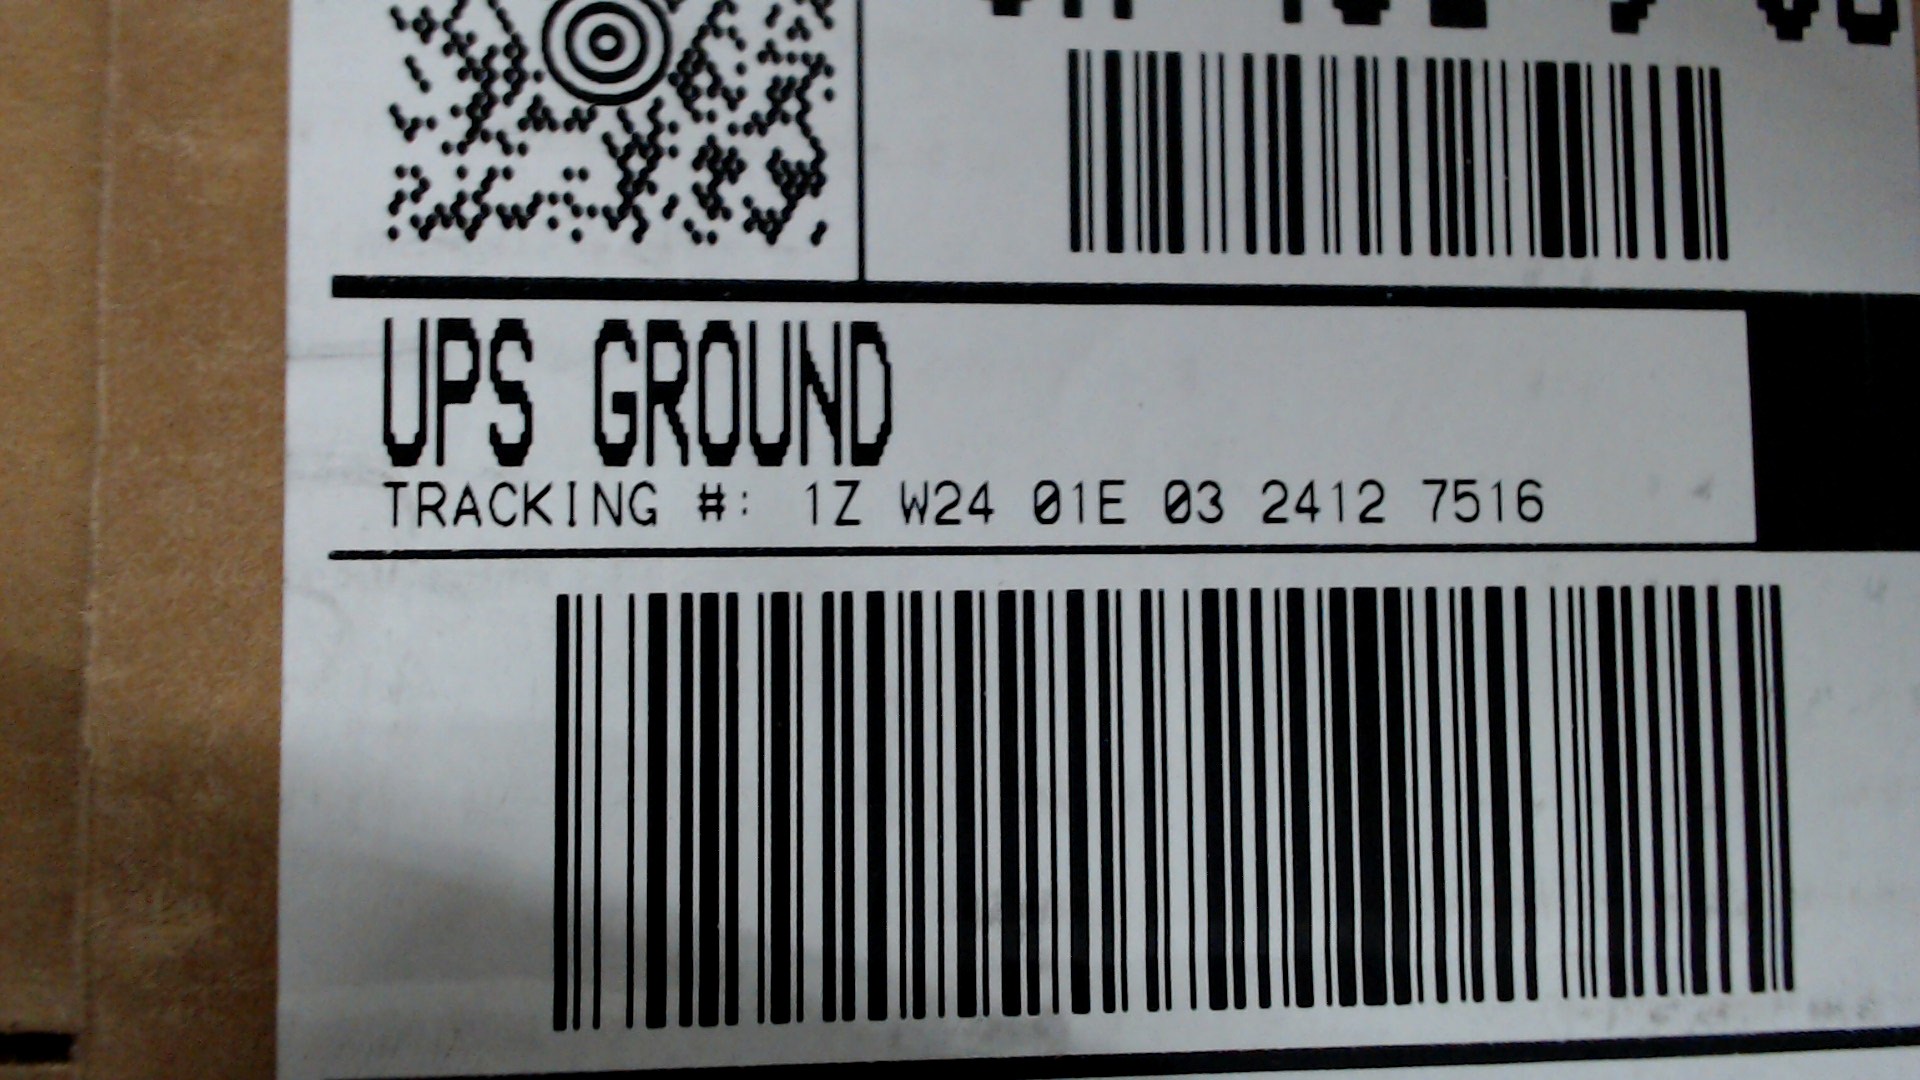 UPS GROUND
TRACKING #: 1Z W24 01E 03 2412 7516